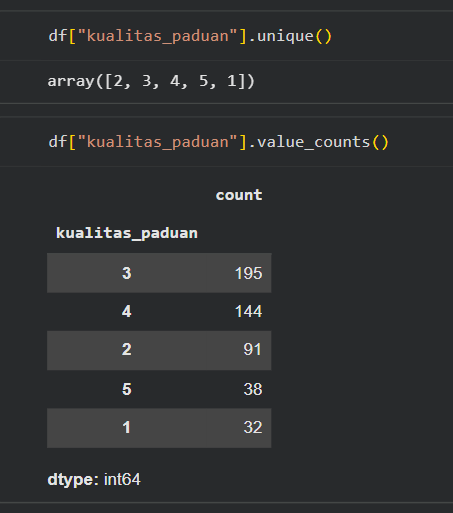 df["kualitas_paduan"].unique()
array([2, 3, 4, 5, 1])
df["kualitas_paduan"].value_counts()
count
kualitas_paduan
3 195
4 144
2 91
5 38
1 32
dtype: int64